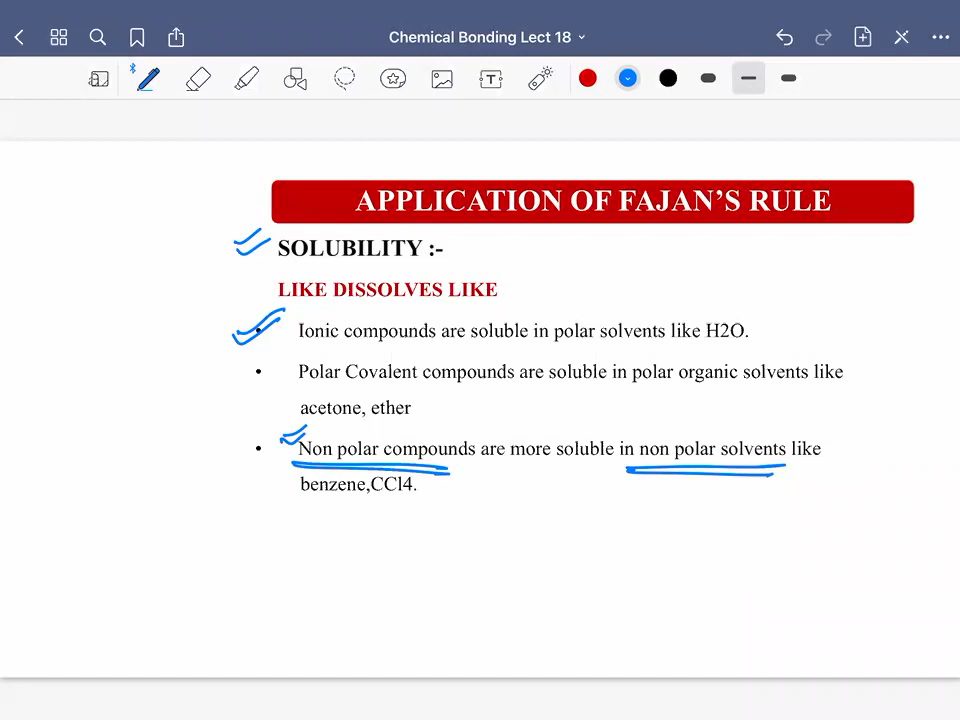 Chemical Bonding Lect 18
APPLICATION OF FAJAN'S RULE
SOLUBILITY :-
LIKE DISSOLVES LIKE
• Ionic compounds are soluble in polar solvents like H2O.
• Polar Covalent compounds are soluble in polar organic solvents like
acetone, ether
• Non polar compounds are more soluble in non polar solvents like
benzene,CCl4.